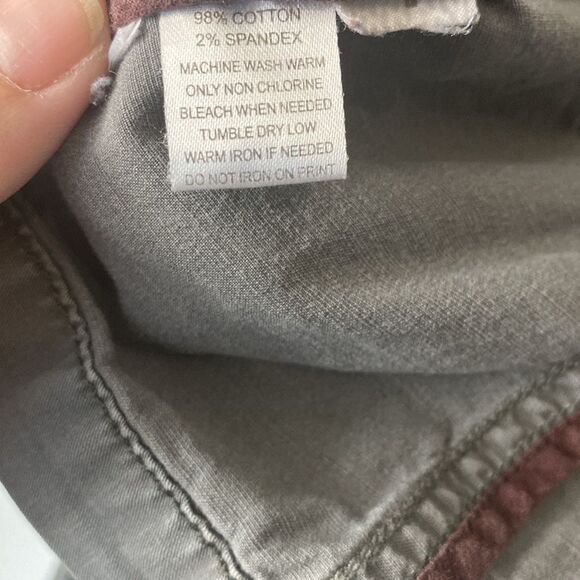 98% COTTON
2% SPANDEX
MACHINE WASH WARM
ONLY NON CHLORINE
BLEACH WHEN NEEDED
TUMBLE DRY LOW
WARM IRON IF NEEDED
DO NOT IRON ON PRINT